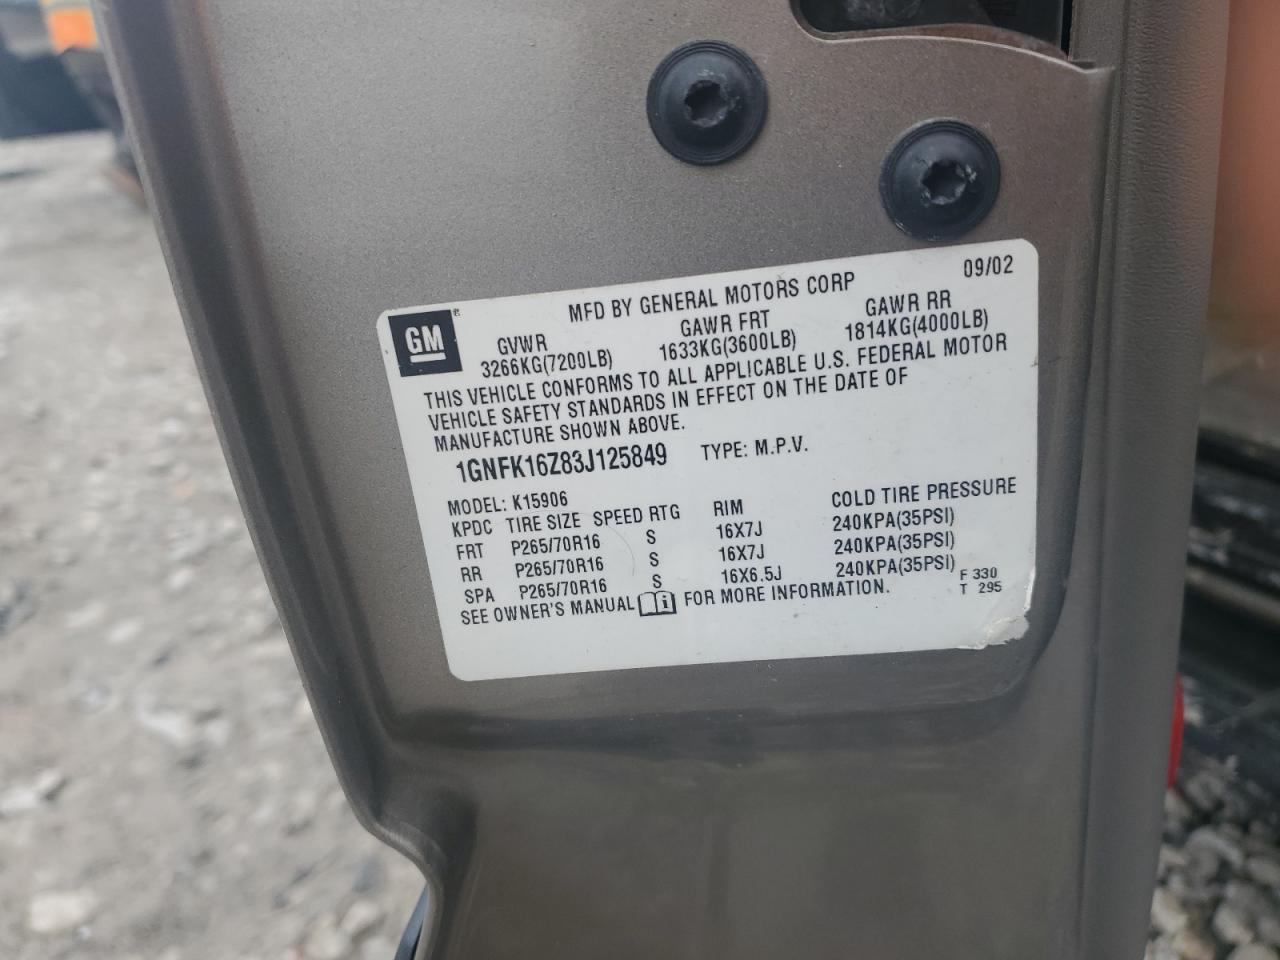 MFD BY GENERAL MOTORS CORP 09/02
GM®
GVWR GAWR FRT GAWR RR
3266KG(7200LB) 1633KG(3600LB) 1814KG(4000LB)
THIS VEHICLE CONFORMS TO ALL APPLICABLE U.S. FEDERAL MOTOR
VEHICLE SAFETY STANDARDS IN EFFECT ON THE DATE OF
MANUFACTURE SHOWN ABOVE.
1GNFK16Z83J125849 TYPE: M.P.V.
MODEL: K15906
KPDC TIRE SIZE SPEED RTG RIM COLD TIRE PRESSURE
FRT P265/70R16 S 16X7J 240KPA(35PSI)
RR P265/70R16 S 16X7J 240KPA(35PSI)
SPA P265/70R16 S 16X6.5J 240KPA(35PSI)
SEE OWNER'S MANUAL FOR MORE INFORMATION.
F 330
T 295